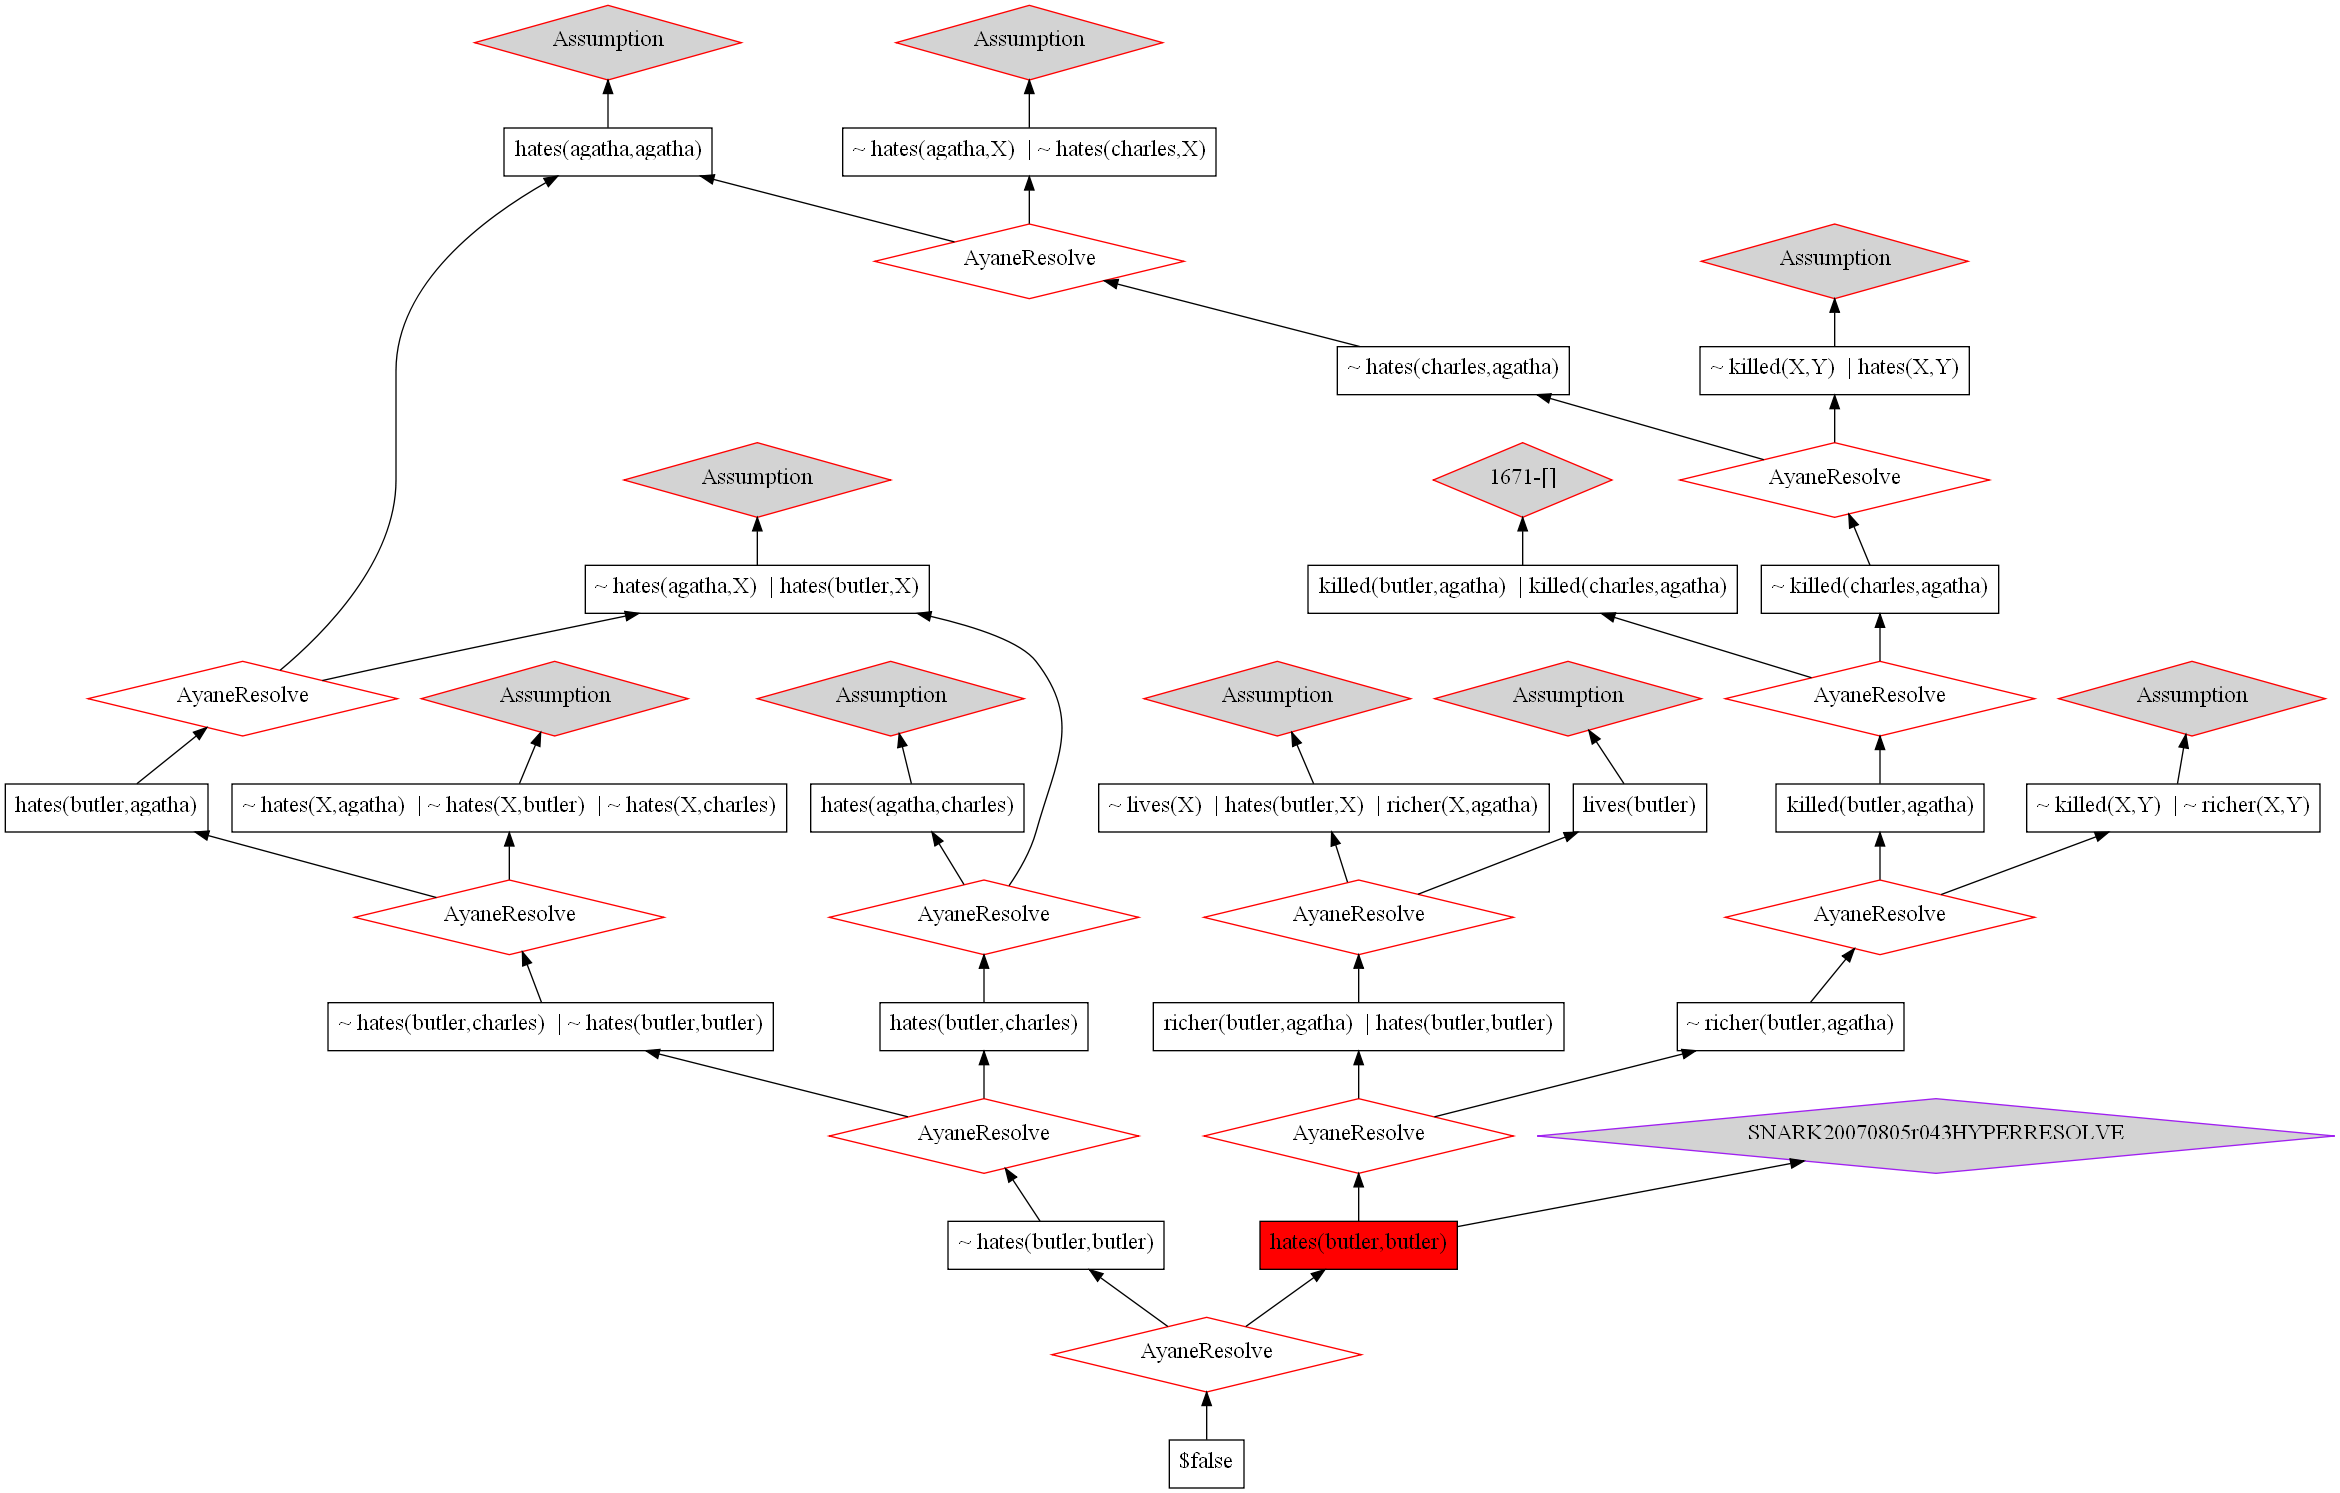 Assumption
Assumption
hates(agatha,agatha)
~ hates(agatha,X) | ~ hates(charles,X)
AyaneResolve
Assumption
~ hates(charles,agatha)
~ killed(X,Y) | hates(X,Y)
Assumption
1671-[]
AyaneResolve
~ hates(agatha,X) | hates(butler,X)
killed(butler,agatha) | killed(charles,agatha)
~ killed(charles,agatha)
AyaneResolve
Assumption
Assumption
Assumption
Assumption
AyaneResolve
Assumption
hates(butler,agatha)
~ hates(X,agatha) | ~ hates(X,butler) | ~ hates(X,charles)
hates(agatha,charles)
~ lives(X) | hates(butler,X) | richer(X,agatha)
lives(butler)
killed(butler,agatha)
~ killed(X,Y) | ~ richer(X,Y)
AyaneResolve
AyaneResolve
AyaneResolve
AyaneResolve
~ hates(butler,charles) | ~ hates(butler,butler)
hates(butler,charles)
richer(butler,agatha) | hates(butler,butler)
~ richer(butler,agatha)
AyaneResolve
AyaneResolve
SNARK20070805r043HYPERRESOLVE
~ hates(butler,butler)
hates(butler,butler)
AyaneResolve
$false